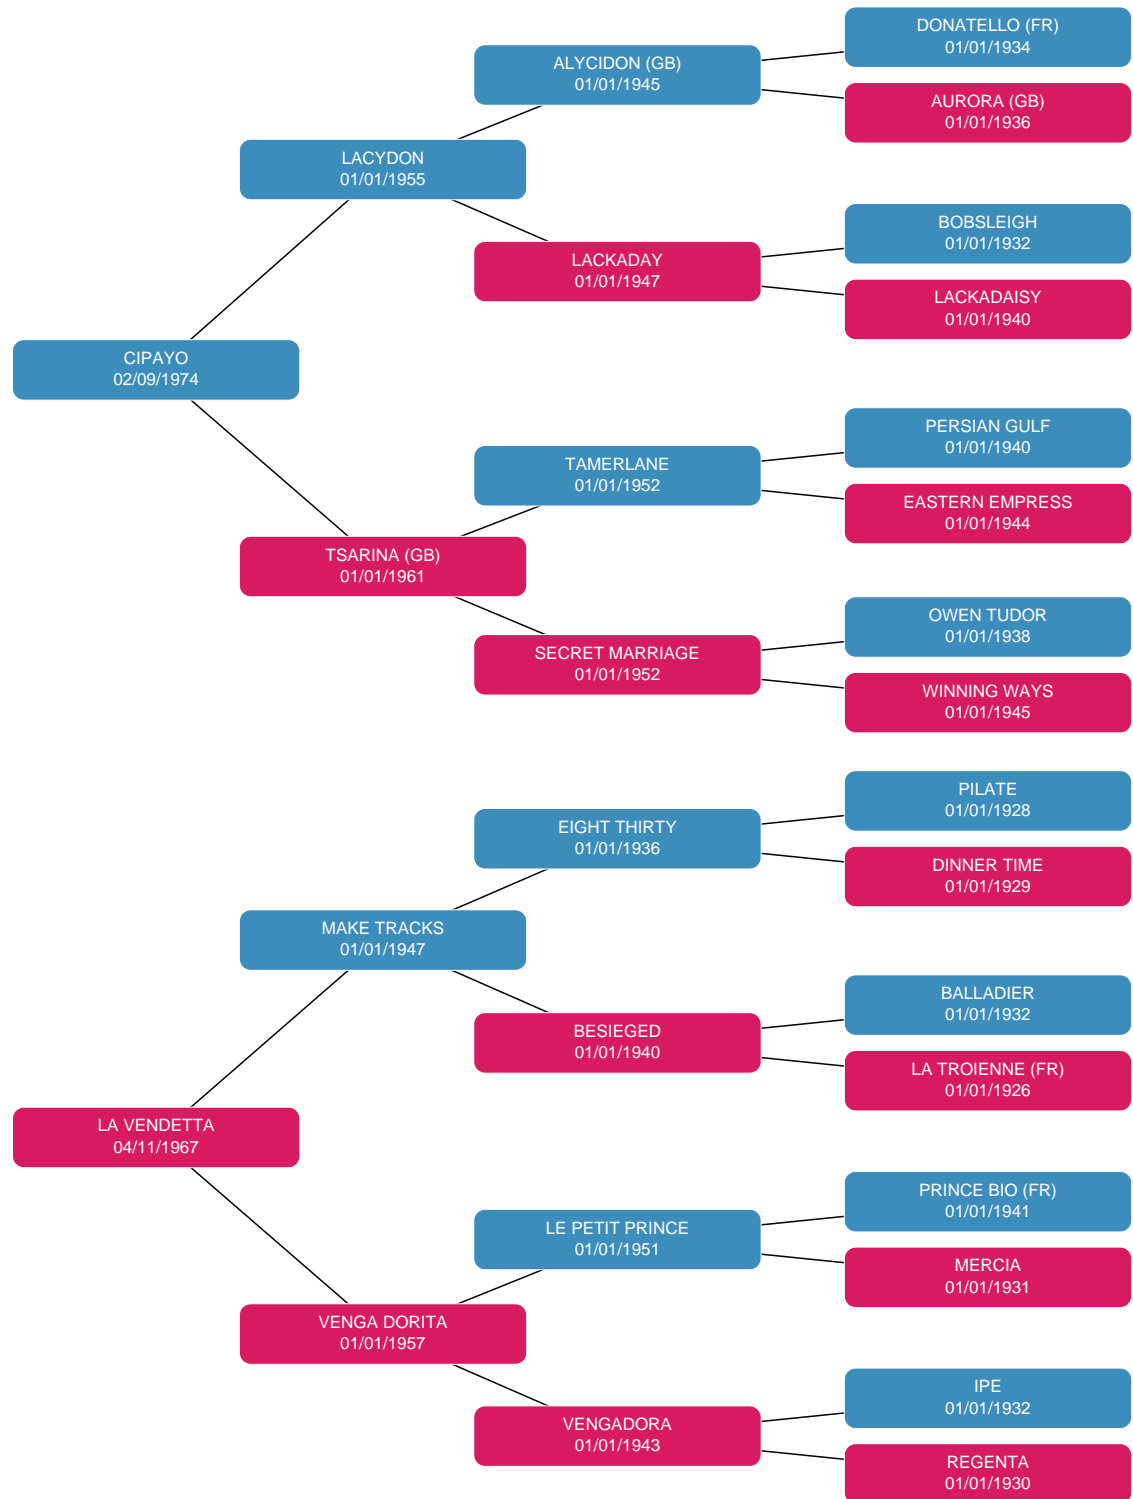 DONATELLO (FR)
01/01/1934
ALYCIDON (GB)
01/01/1945
AURORA (GB)
01/01/1936
LACYDON
01/01/1955
BOBSLEIGH
01/01/1932
LACKADAY
01/01/1947
LACKADAISY
01/01/1940
CIPAYO
02/09/1974
PERSIAN GULF
01/01/1940
TAMERLANE
01/01/1952
EASTERN EMPRESS
01/01/1944
TSARINA (GB)
01/01/1961
OWEN TUDOR
01/01/1938
SECRET MARRIAGE
01/01/1952
WINNING WAYS
01/01/1945
PILATE
01/01/1928
EIGHT THIRTY
01/01/1936
DINNER TIME
01/01/1929
MAKE TRACKS
01/01/1947
BALLADIER
01/01/1932
BESIEGED
01/01/1940
LA TROIENNE (FR)
01/01/1926
LA VENDETTA
04/11/1967
PRINCE BIO (FR)
01/01/1941
LE PETIT PRINCE
01/01/1951
MERCIA
01/01/1931
VENGA DORITA
01/01/1957
IPE
01/01/1932
VENGADORA
01/01/1943
REGENTA
01/01/1930